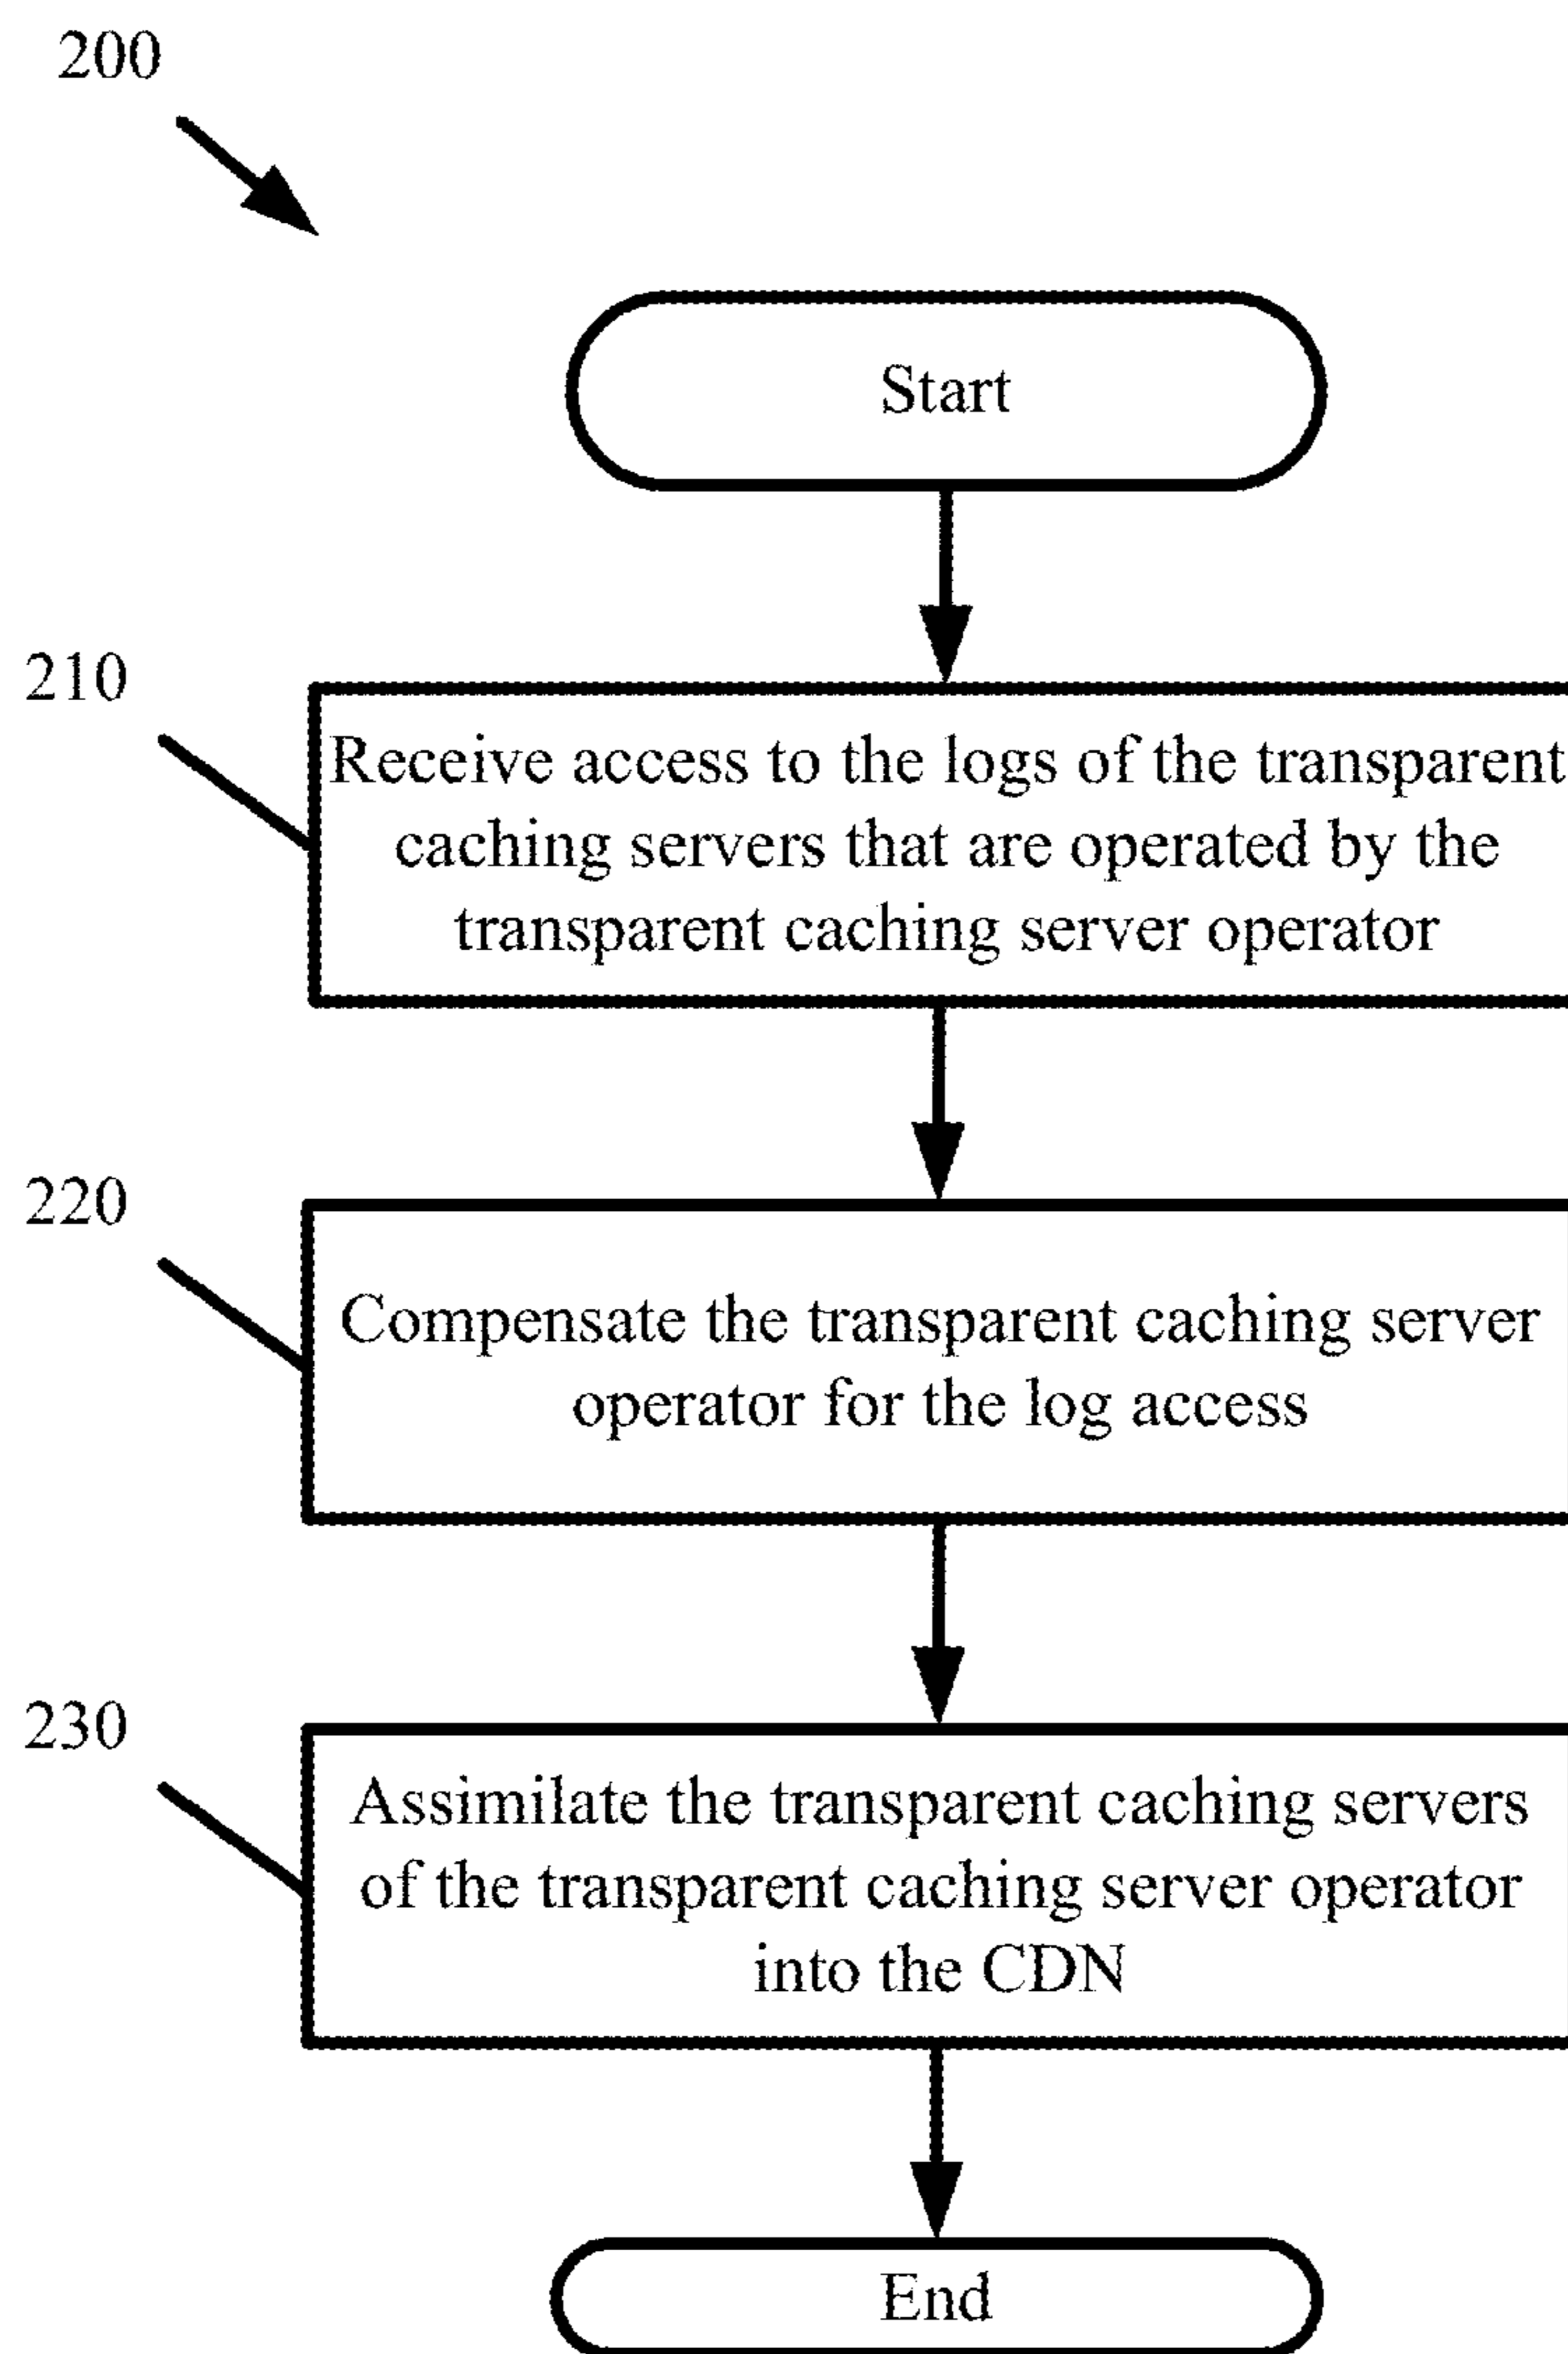 200
Start
210
Receive access to the logs of the transparent
caching servers that are operated by the
transparent caching server operator
220
Compensate the transparent caching server
operator for the log access
230
Assimilate the transparent caching servers
of the transparent caching server operator
into the CDN
End